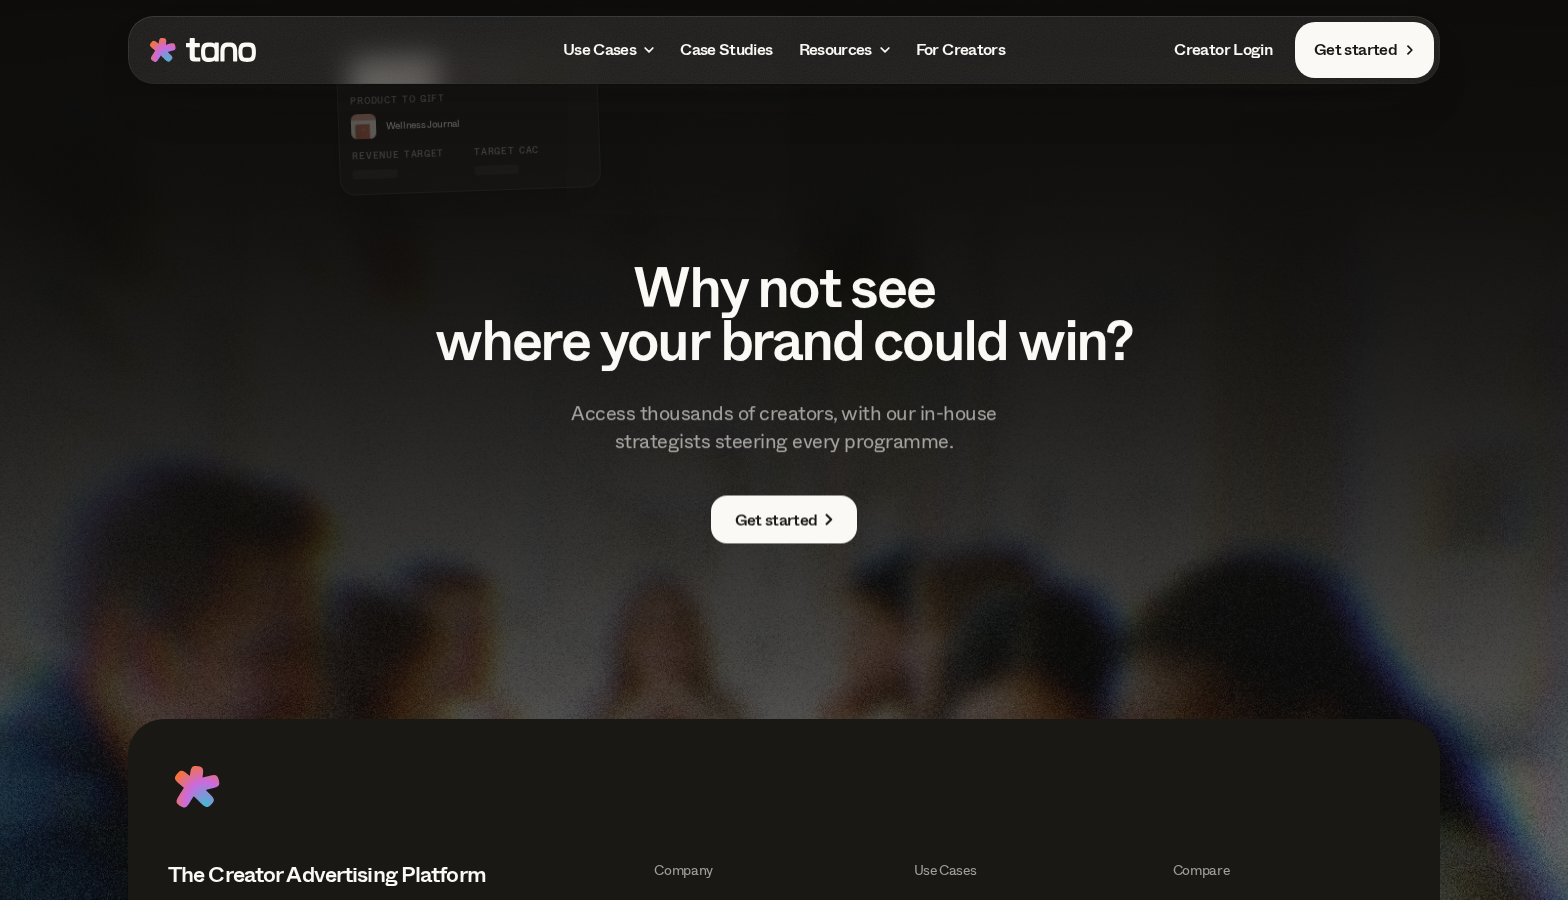 tano
Use Cases
Case Studies
Resources
For Creators
Creator Login
Get started
PRODUCT TO GIFT
Wellness Journal
REVENUE TARGET
TARGET CAC
Why not see
where your brand could win?
Access thousands of creators, with our in-house
strategists steering every programme.
Get started
The Creator Advertising Platform
Company
Use Cases
Compare